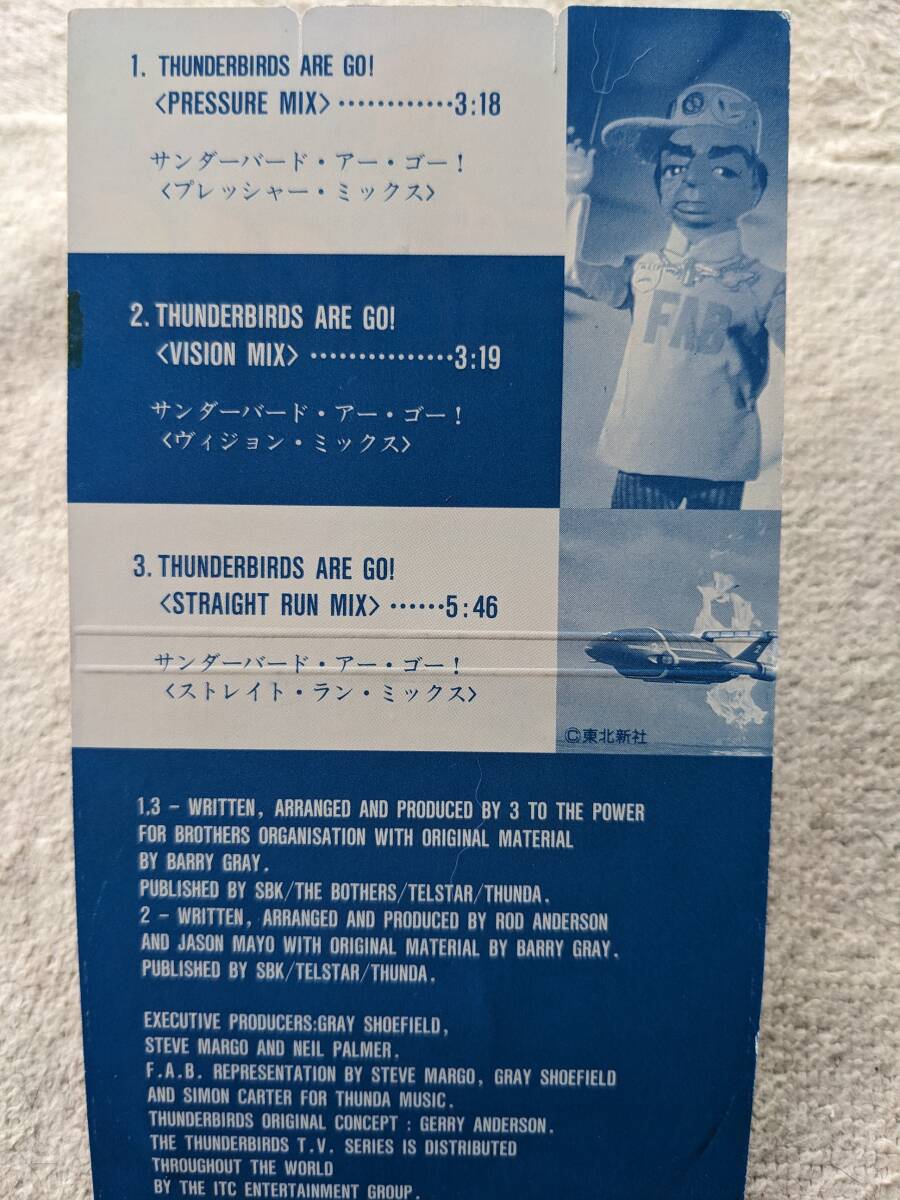 1. THUNDERBIRDS ARE GO!
<PRESSURE MIX> ············3:18
サンダーバード・アー・ゴー!
<プレッシャー・ミックス>
2. THUNDERBIRDS ARE GO!
<VISION MIX> ···············3:19
サンダーバード・アー・ゴー!
<ヴィジョン・ミックス>
FAB
3. THUNDERBIRDS ARE GO!
<STRAIGHT RUN MIX> ······5:46
サンダーバード・アー・ゴー!
<ストレイト・ラン・ミックス>
©東北新社
1.3 - WRITTEN, ARRANGED AND PRODUCED BY 3 TO THE POWER
FOR BROTHERS ORGANISATION WITH ORIGINAL MATERIAL
BY BARRY GRAY.
PUBLISHED BY SBK/THE BOTHERS/TELSTAR/THUNDA.
2 - WRITTEN, ARRANGED AND PRODUCED BY ROD ANDERSON
AND JASON MAYO WITH ORIGINAL MATERIAL BY BARRY GRAY.
PUBLISHED BY SBK/TELSTAR/THUNDA.
EXECUTIVE PRODUCERS:GRAY SHOEFIELD,
STEVE MARGO AND NEIL PALMER.
F.A.B. REPRESENTATION BY STEVE MARGO, GRAY SHOEFIELD
AND SIMON CARTER FOR THUNDA MUSIC.
THUNDERBIRDS ORIGINAL CONCEPT : GERRY ANDERSON.
THE THUNDERBIRDS T.V. SERIES IS DISTRIBUTED
THROUGHOUT THE WORLD
BY THE ITC ENTERTAINMENT GROUP.